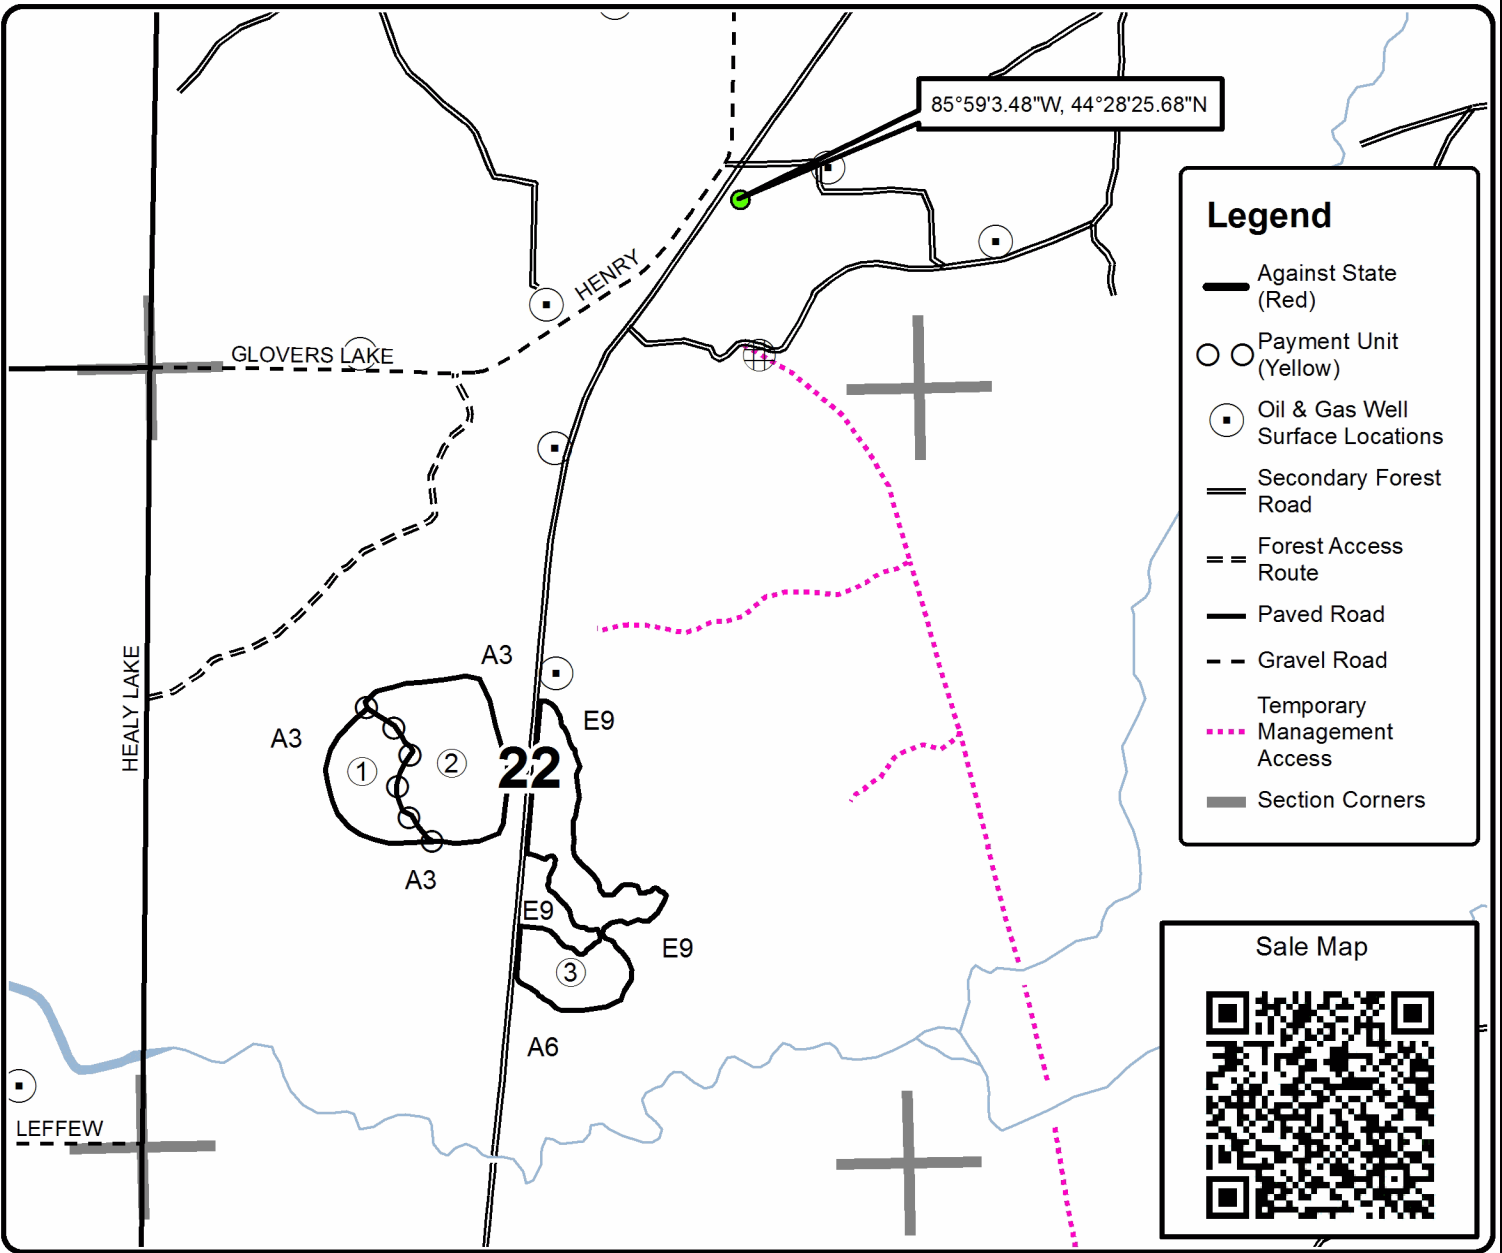 85°59'3.48"W, 44°28'25.68"N
Legend
Against State
(Red)
Payment Unit
(Yellow)
Oil & Gas Well
Surface Locations
Secondary Forest
Road
Forest Access
Route
Paved Road
Gravel Road
Temporary
Management
Access
Section Corners
HENRY
GLOVERS LAKE
HEALY LAKE
A3
A3
E9
1
2
22
A3
E9
E9
3
A6
LEFFEW
Sale Map